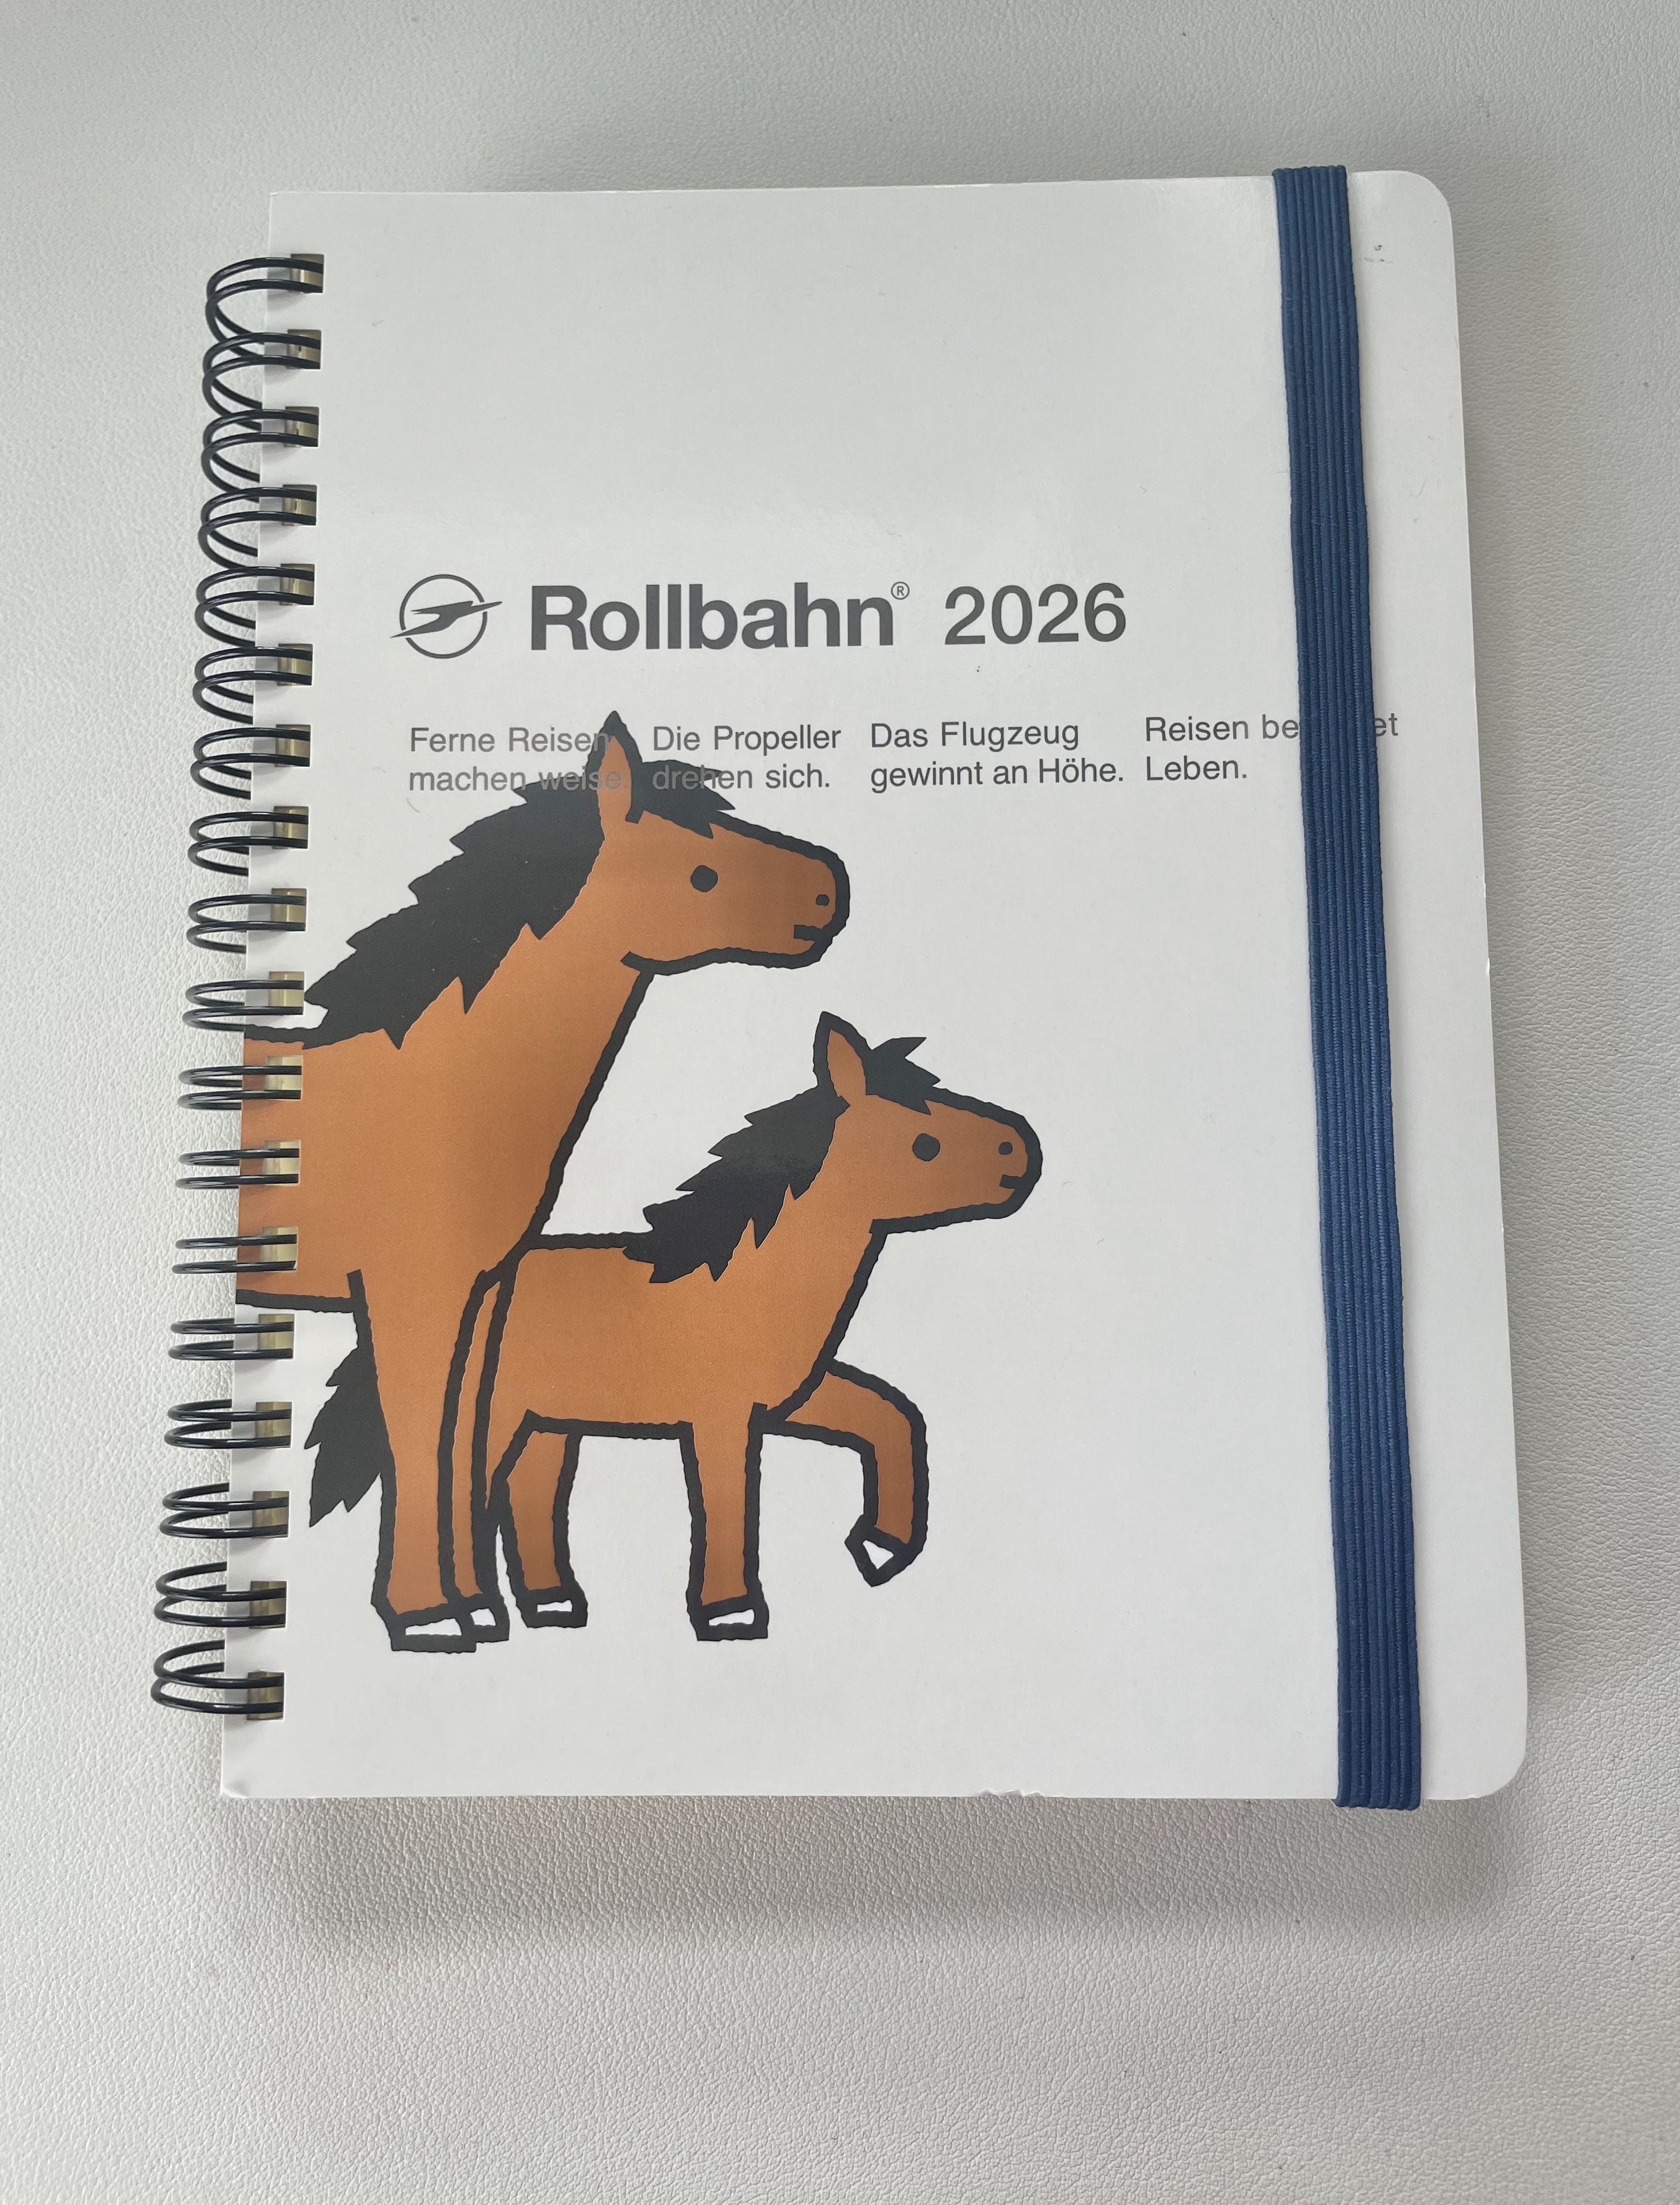 Rollbahn® 2026
Ferne Reisen
machen weise.
Die Propeller
drehen sich.
Das Flugzeug
gewinnt an Höhe.
Reisen
Leben.